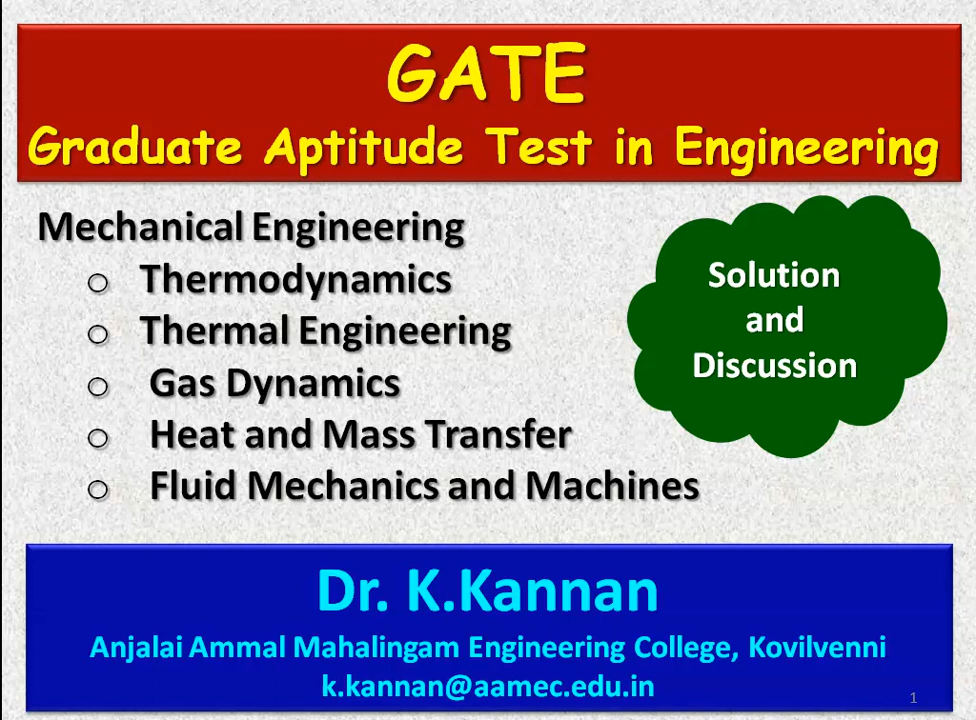 GATE
Graduate Aptitude Test in Engineering
Mechanical Engineering
o Thermodynamics
o Thermal Engineering
o Gas Dynamics
o Heat and Mass Transfer
o Fluid Mechanics and Machines
Solution
and
Discussion
Dr. K.Kannan
Anjalai Ammal Mahalingam Engineering College, Kovilvenni
k.kannan@aamec.edu.in
1